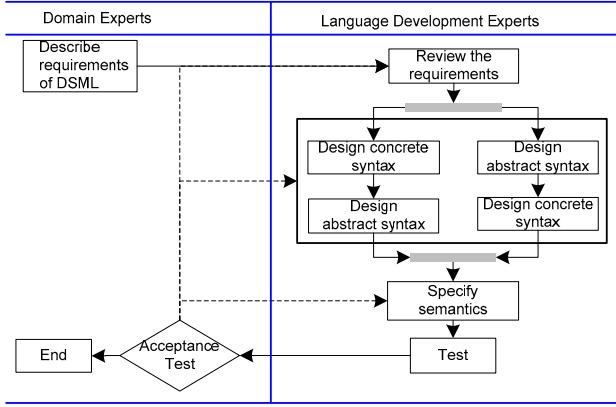 Domain Experts
Language Development Experts
Describe
requirements
of DSML
Review the
requirements
Design concrete
syntax
Design
abstract syntax
Design
abstract syntax
Design concrete
syntax
Specify
semantics
End
Acceptance
Test
Test